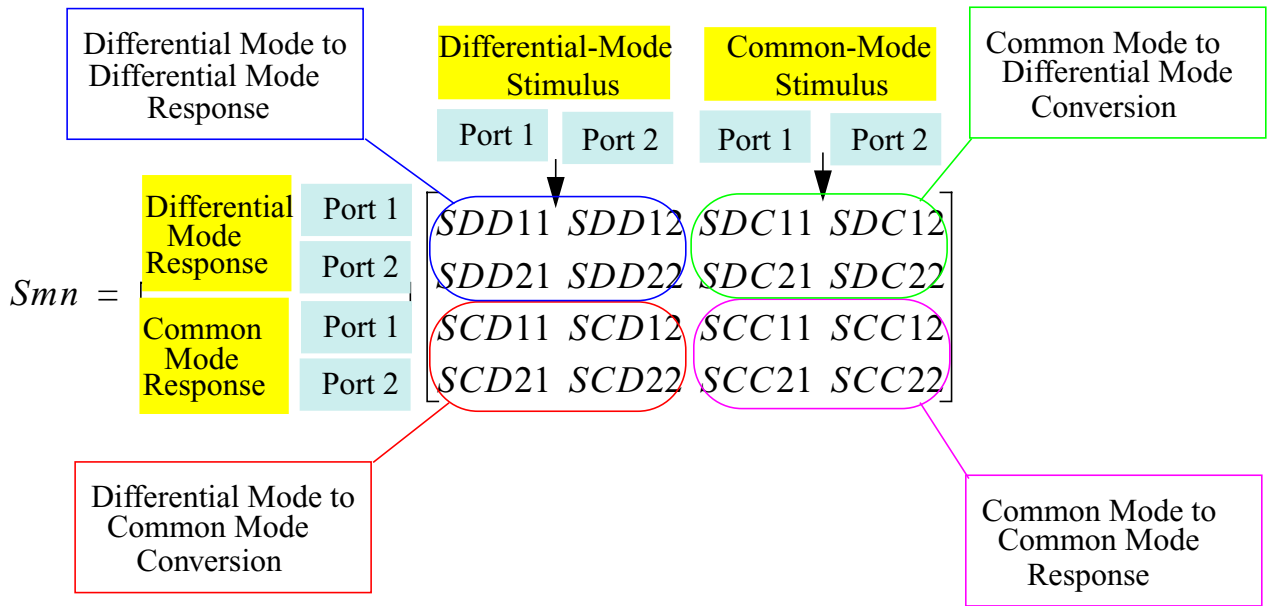 Differential Mode to
Differential Mode
Response
Differential-Mode
Stimulus
Common-Mode
Stimulus
Common Mode to
Differential Mode
Conversion
Port 1
Port 2
Port 1
Port 2
Differential
Mode
Response
Port 1
Port 2
Common
Mode
Response
Port 1
Port 2
Smn =
SDD11 SDD12 SDC11 SDC12
SDD21 SDD22 SDC21 SDC22
SCD11 SCD12 SCC11 SCC12
SCD21 SCD22 SCC21 SCC22
Differential Mode to
Common Mode
Conversion
Common Mode to
Common Mode
Response